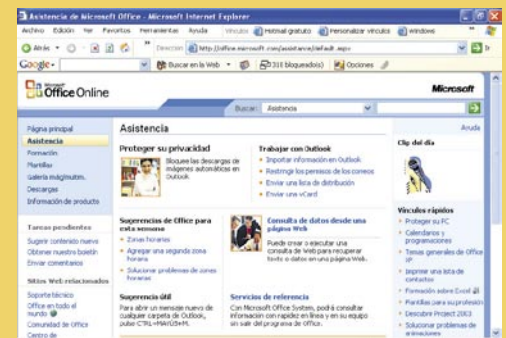 Asistencia de Microsoft Office - Microsoft Internet Explorer
Archivo Edición Ver Favoritos Herramientas Ayuda Vínculos Hotmail gratuito Personalizar vínculos Windows
Atrás Dirección http://office.microsoft.com/assistance/default.aspx Ir
Google Buscar en la Web 311 bloqueado(s) Opciones
Microsoft
Office Online
Microsoft
Buscar: Asistencia
Página principal
Asistencia
Formación
Plantillas
Galería imág/mutim.
Descargas
Información de producto
Tareas pendientes
Sugerir contenido nuevo
Obtener nuestro boletín
Enviar comentarios
Sitios Web relacionados
Soporte técnico
Office en todo el mundo
Comunidad de Office
Centro de
Asistencia
Ayuda
Proteger su privacidad
Bloquee las descargas de imágenes automáticas en Outlook.
Trabajar con Outlook
Importar información en Outlook
Restringir los permisos de los correos
Enviar una lista de distribución
Enviar una vCard
Sugerencias de Office para esta semana
Zonas horarias
Agregar una segunda zona horaria
Solucionar problemas de zonas horarias
Consulta de datos desde una página Web
Puede crear o ejecutar una consulta de Web para recuperar texto o datos en una página Web.
Sugerencia útil
Para abrir un mensaje nuevo de cualquier carpeta de Outlook, pulse CTRL+MAYÚS+M.
Servicios de referencia
Con Microsoft Office System, podrá consultar información con rapidez en línea y en su equipo sin salir del programa de Office.
Clip del día
Vínculos rápidos
Proteger su PC
Calendarios y programaciones
Temas generales de Office XP
Imprimir una lista de contactos
Formación sobre Excel
Plantillas para su profesión
Descubre Project 2003
Solucionar problemas de animaciones